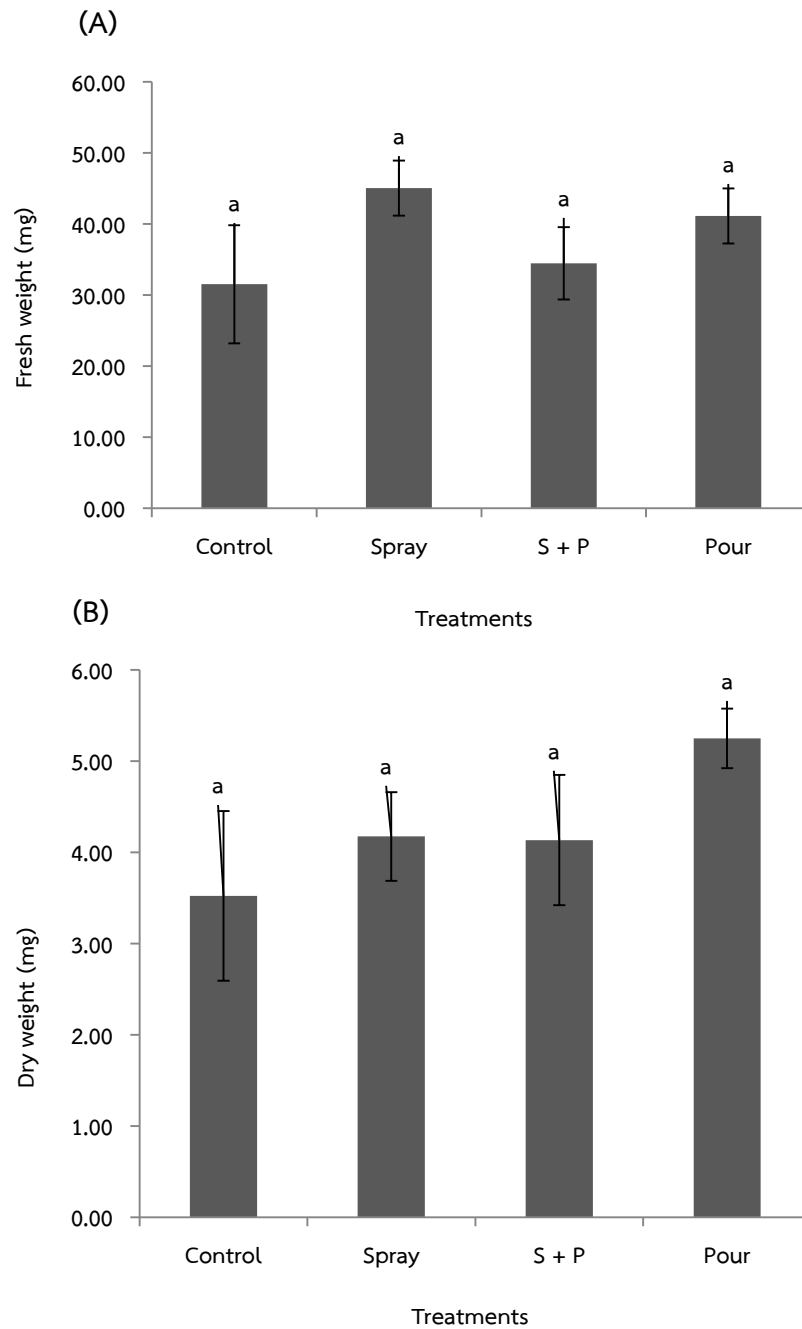 (A)
60.00
50.00
40.00
30.00
20.00
10.00
0.00
Fresh weight (mg)
a
a
a
a
Control
Spray
S + P
Pour
Treatments
(B)
6.00
5.00
4.00
3.00
2.00
1.00
0.00
Dry weight (mg)
a
a
a
a
Control
Spray
S + P
Pour
Treatments